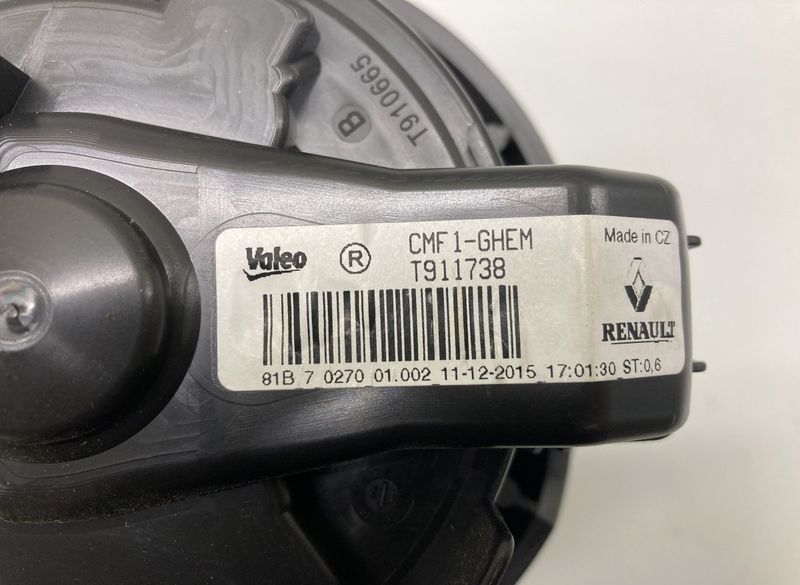 T910665
B
Valeo
R
CMF1-GHEM
T911738
Made in CZ
RENAULT
81B 7 0270 01.002 11-12-2015 17:01:30 ST:0,6